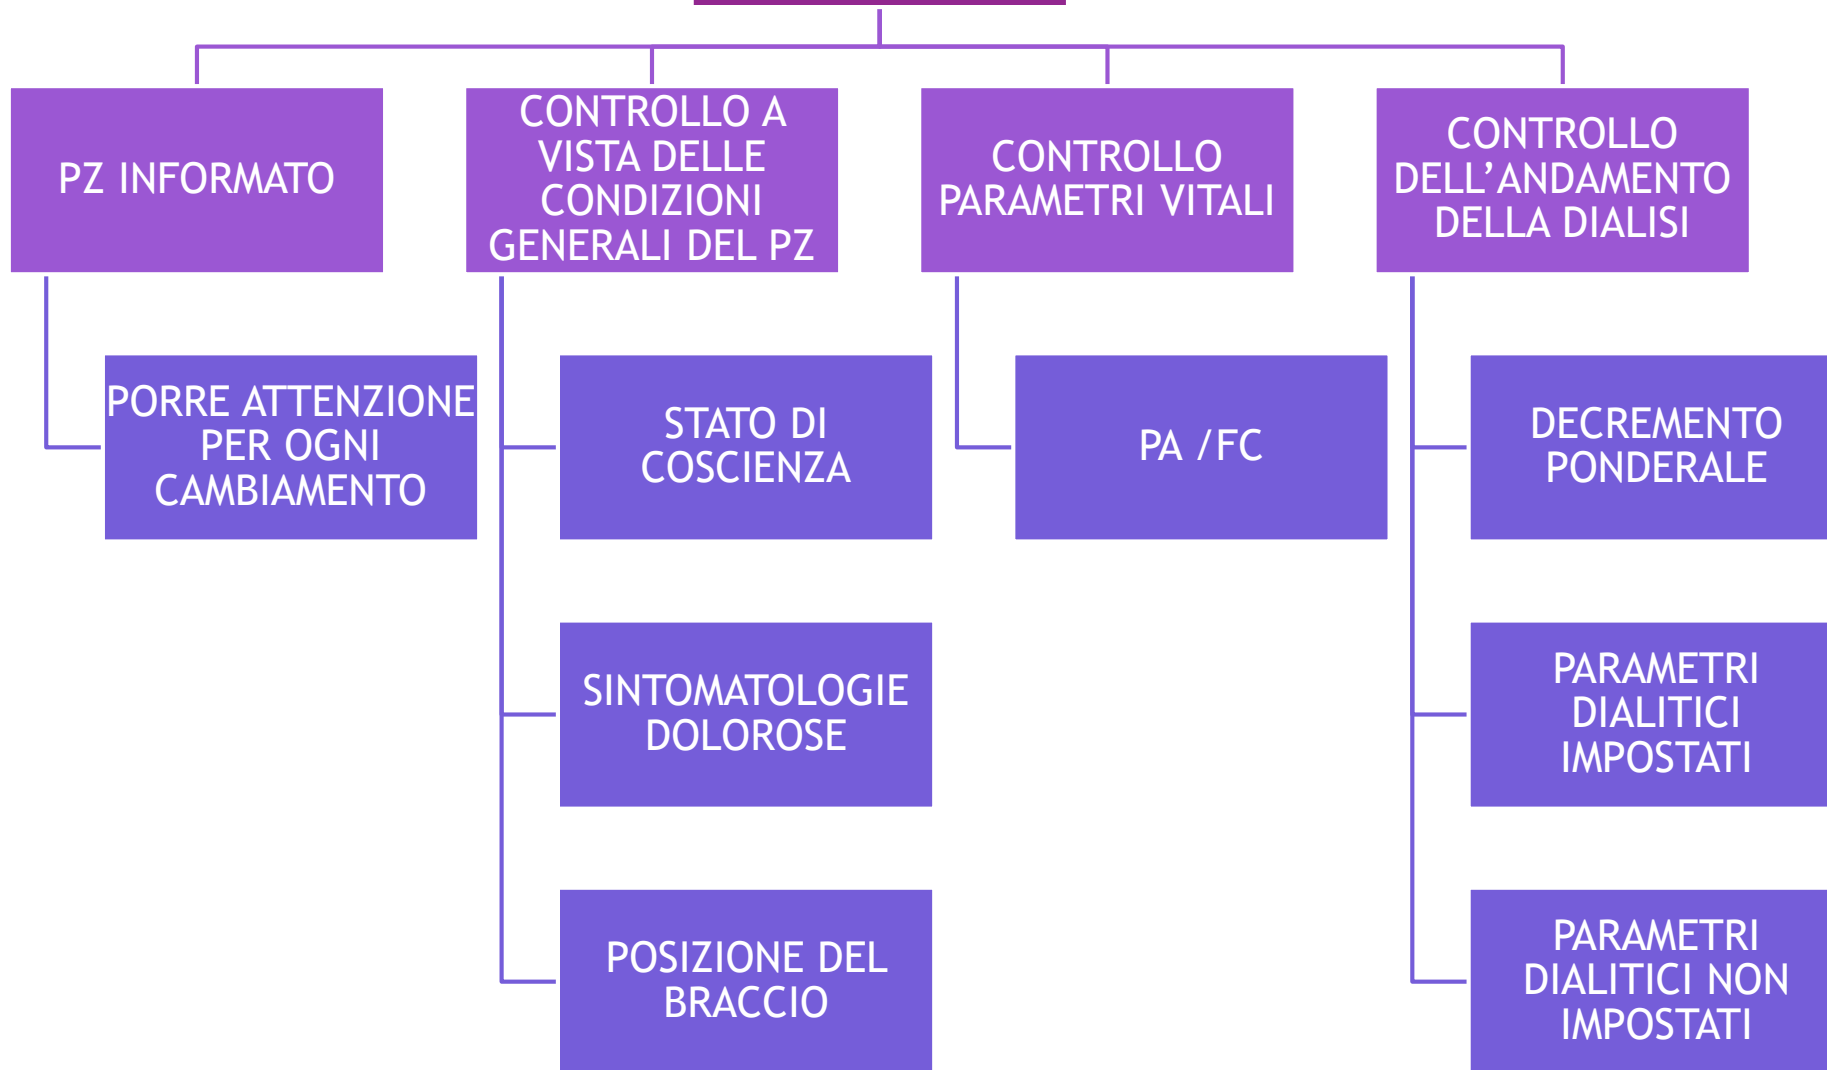 PZ INFORMATO
CONTROLLO A
VISTA DELLE
CONDIZIONI
GENERALI DEL PZ
CONTROLLO
PARAMETRI VITALI
CONTROLLO
DELL’ANDAMENTO
DELLA DIALISI
PORRE ATTENZIONE
PER OGNI
CAMBIAMENTO
STATO DI
COSCIENZA
PA /FC
DECREMENTO
PONDERALE
SINTOMATOLOGIE
DOLOROSE
PARAMETRI
DIALITICI
IMPOSTATI
POSIZIONE DEL
BRACCIO
PARAMETRI
DIALITICI NON
IMPOSTATI